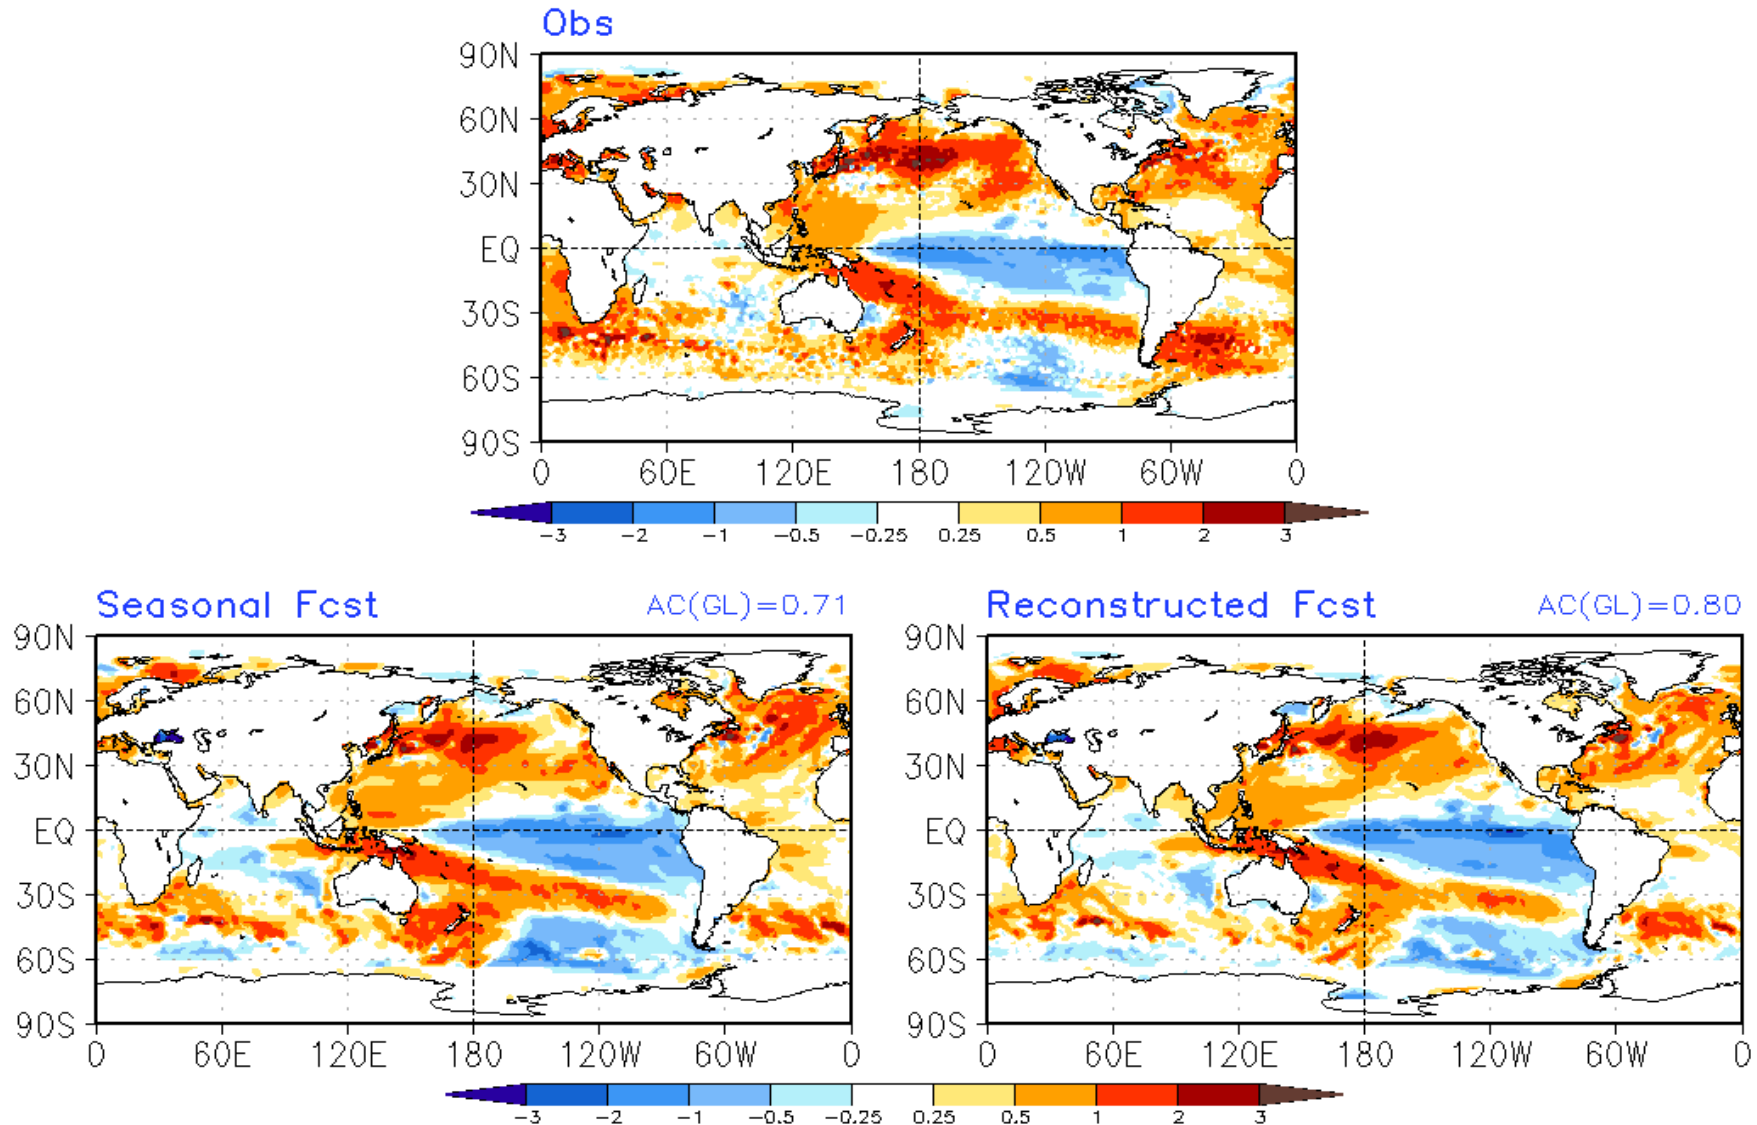 Obs
90N
60N
30N
EQ
30S
60S
90S
0 60E 120E 180 120W 60W 0
-3 -2 -1 -0.5 -0.25 0.25 0.5 1 2 3
Seasonal Fcst AC(GL)=0.71
90N
60N
30N
EQ
30S
60S
90S
0 60E 120E 180 120W 60W 0
Reconstructed Fcst AC(GL)=0.80
90N
60N
30N
EQ
30S
60S
90S
0 60E 120E 180 120W 60W 0
-3 -2 -1 -0.5 -0.25 0.25 0.5 1 2 3